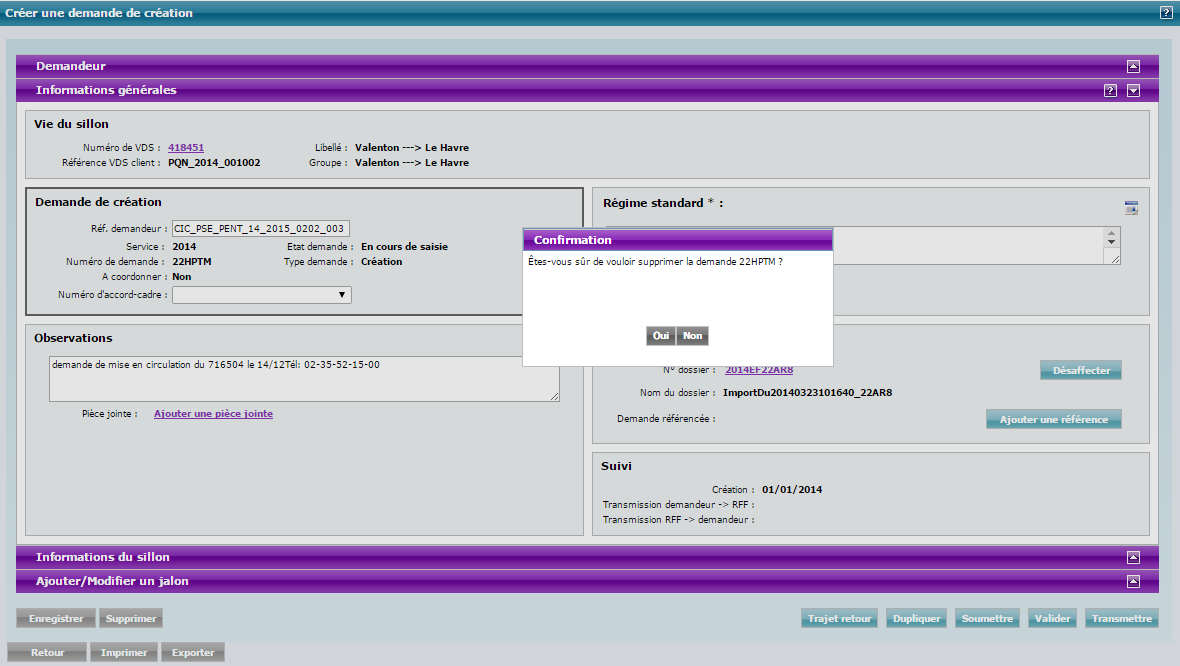 Créer une demande de création
?
Demandeur
Informations générales
?
Vie du sillon
Numéro de VDS : 418451
Libellé : Valenton ---> Le Havre
Référence VDS client : PQN_2014_001002
Groupe : Valenton ---> Le Havre
Demande de création
Réf. demandeur : CIC_PSE_PENT_14_2015_0202_003
Service : 2014
Etat demande : En cours de saisie
Numéro de demande : 22HPTM
Type demande : Création
A coordonner : Non
Numéro d'accord-cadre :
Régime standard * :
Confirmation
Êtes-vous sûr de vouloir supprimer la demande 22HPTM ?
Oui Non
Observations
demande de mise en circulation du 716504 le 14/12Tél: 02-35-52-15-00
Pièce jointe : Ajouter une pièce jointe
N° dossier : 2014EF22AR8
Désaffecter
Nom du dossier : ImportDu20140323101640_22AR8
Demande référencée :
Ajouter une référence
Suivi
Création : 01/01/2014
Transmission demandeur -> RFF :
Transmission RFF -> demandeur :
Informations du sillon
Ajouter/Modifier un jalon
Enregistrer Supprimer
Trajet retour Dupliquer Soumettre Valider Transmettre
Retour Imprimer Exporter